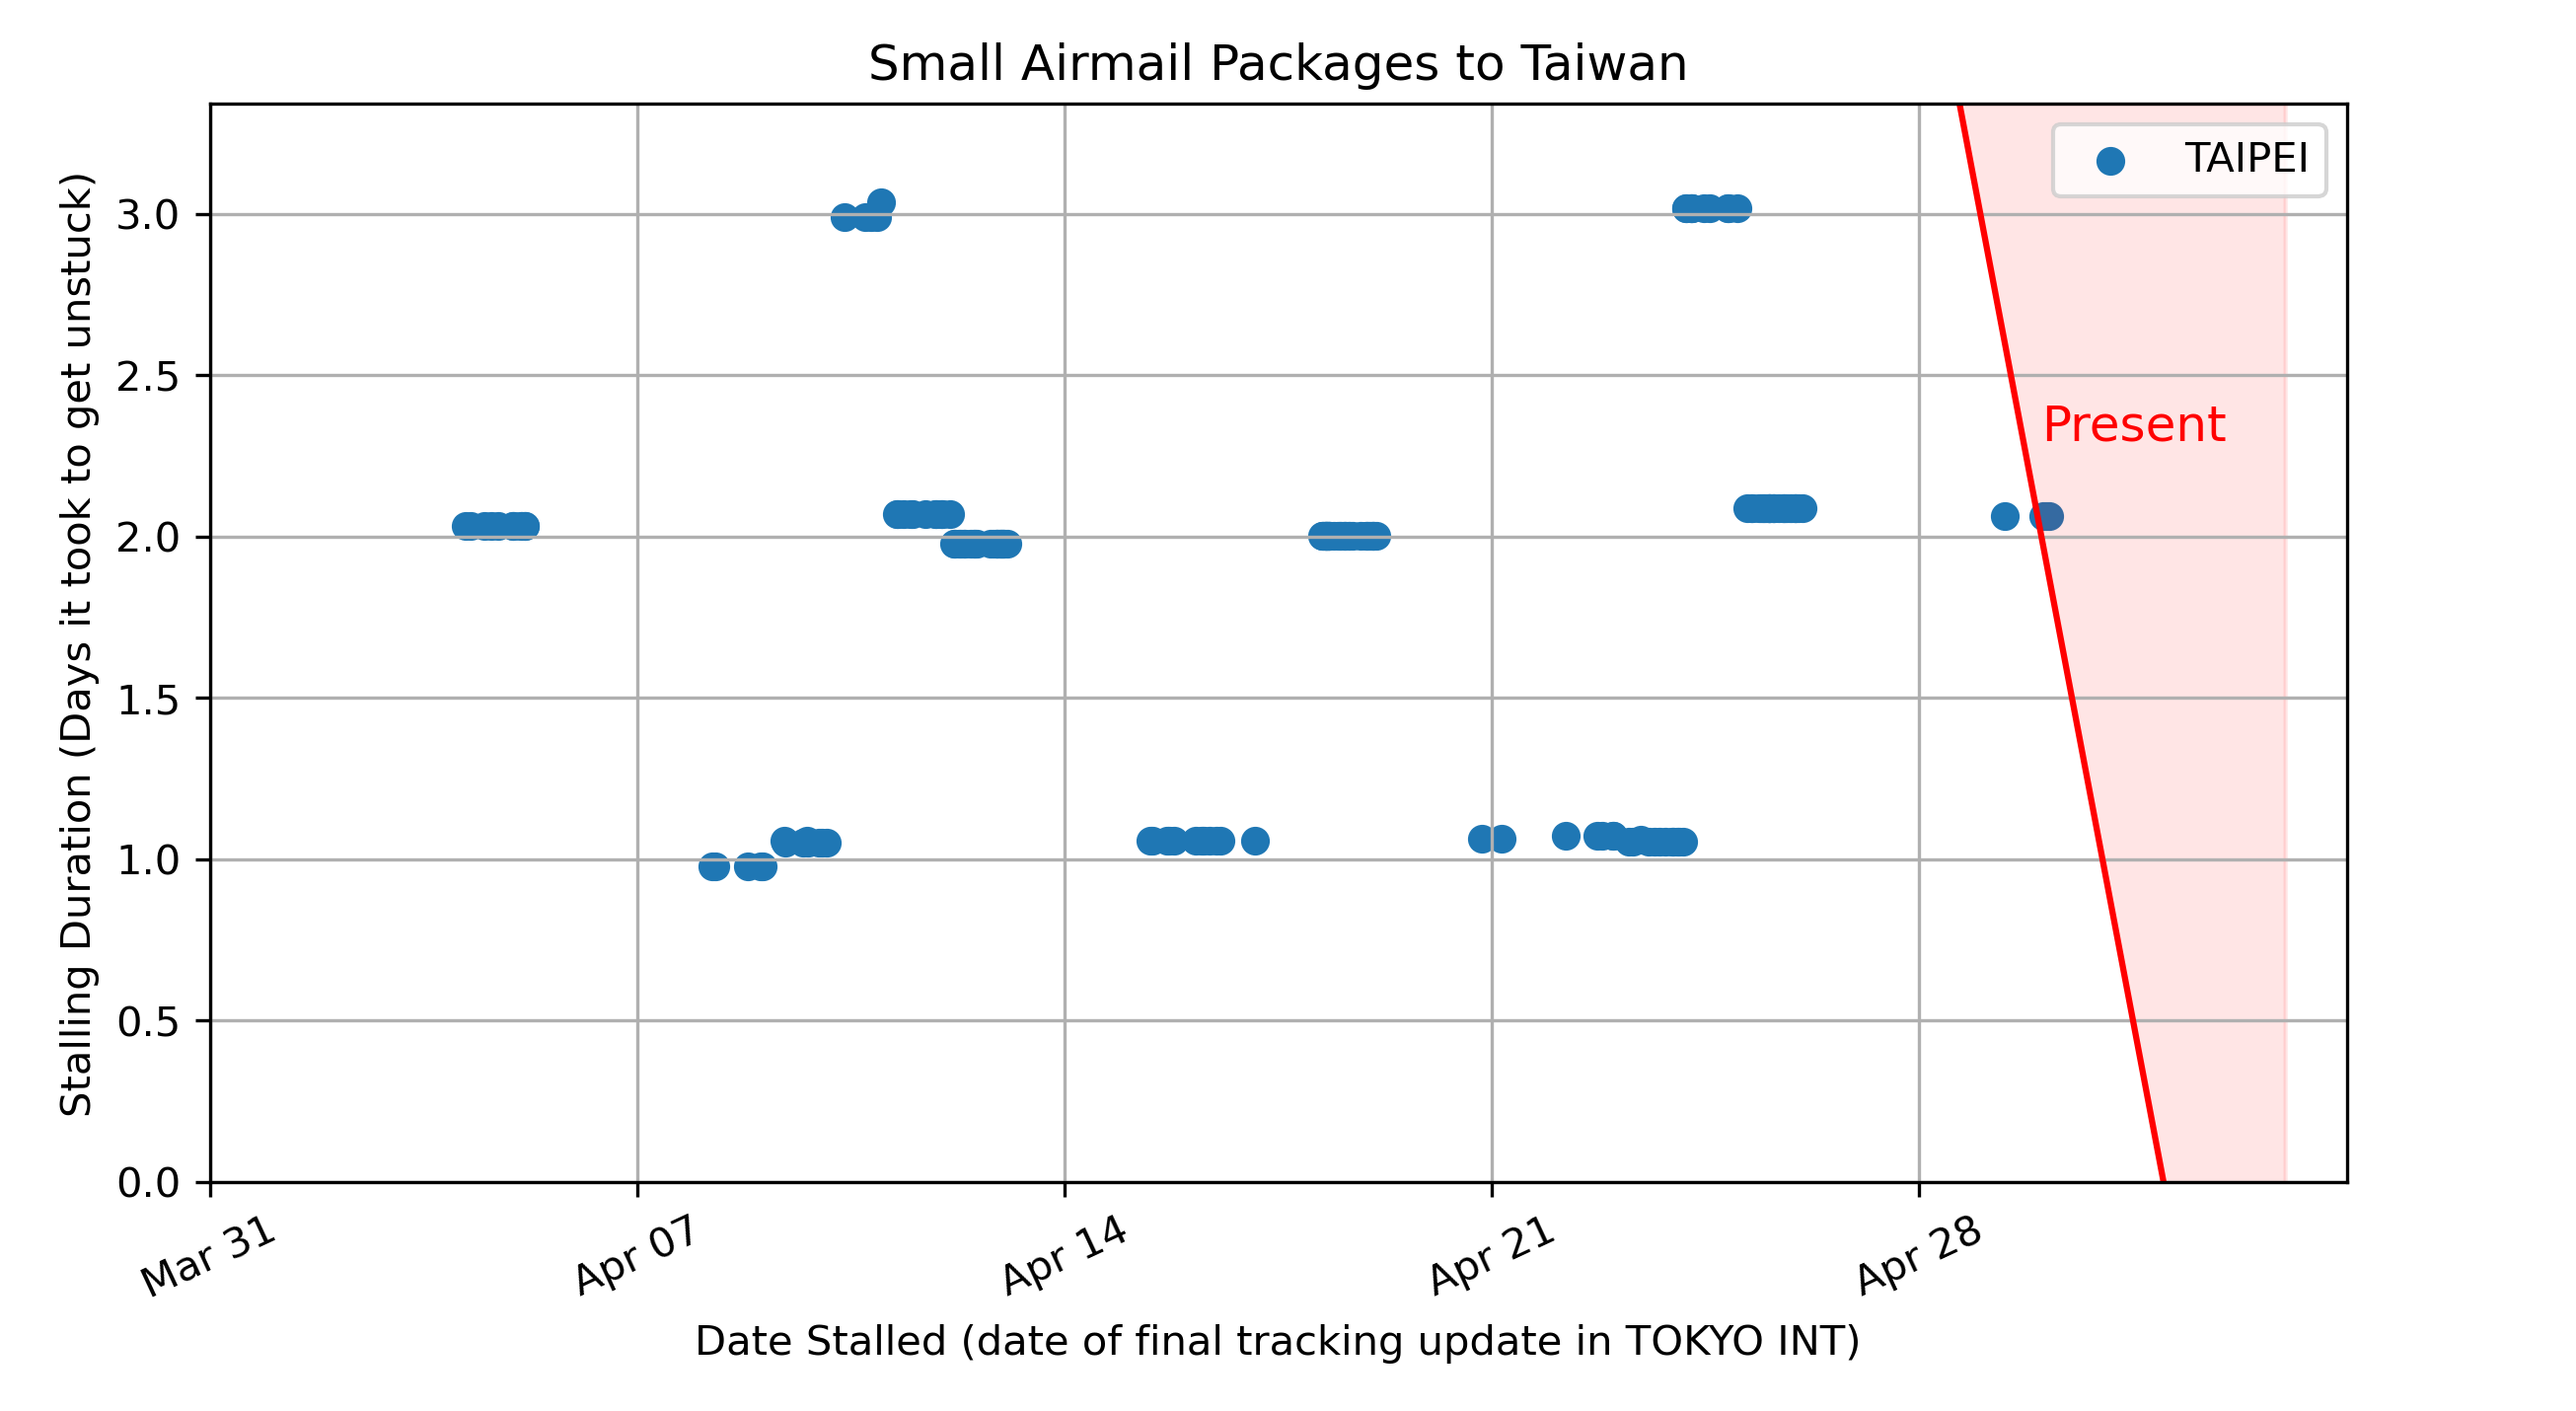 Small Airmail Packages to Taiwan
TAIPEI
Present
Stalling Duration (Days it took to get unstuck)
3.0
2.5
2.0
1.5
1.0
0.5
0.0
Mar 31
Apr 07
Apr 14
Apr 21
Apr 28
Date Stalled (date of final tracking update in TOKYO INT)